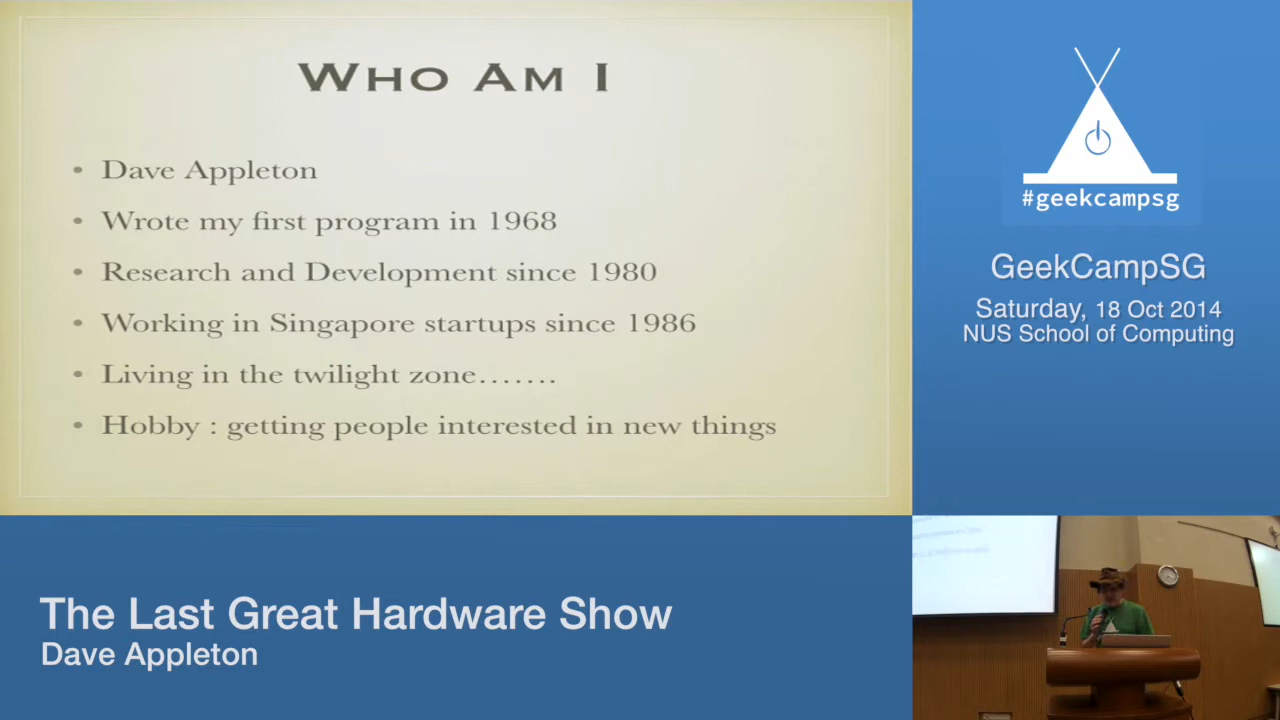 Who Am I
• Dave Appleton
• Wrote my first program in 1968
• Research and Development since 1980
• Working in Singapore startups since 1986
• Living in the twilight zone.......
• Hobby : getting people interested in new things
#geekcampsg
GeekCampSG
Saturday, 18 Oct 2014
NUS School of Computing
The Last Great Hardware Show
Dave Appleton